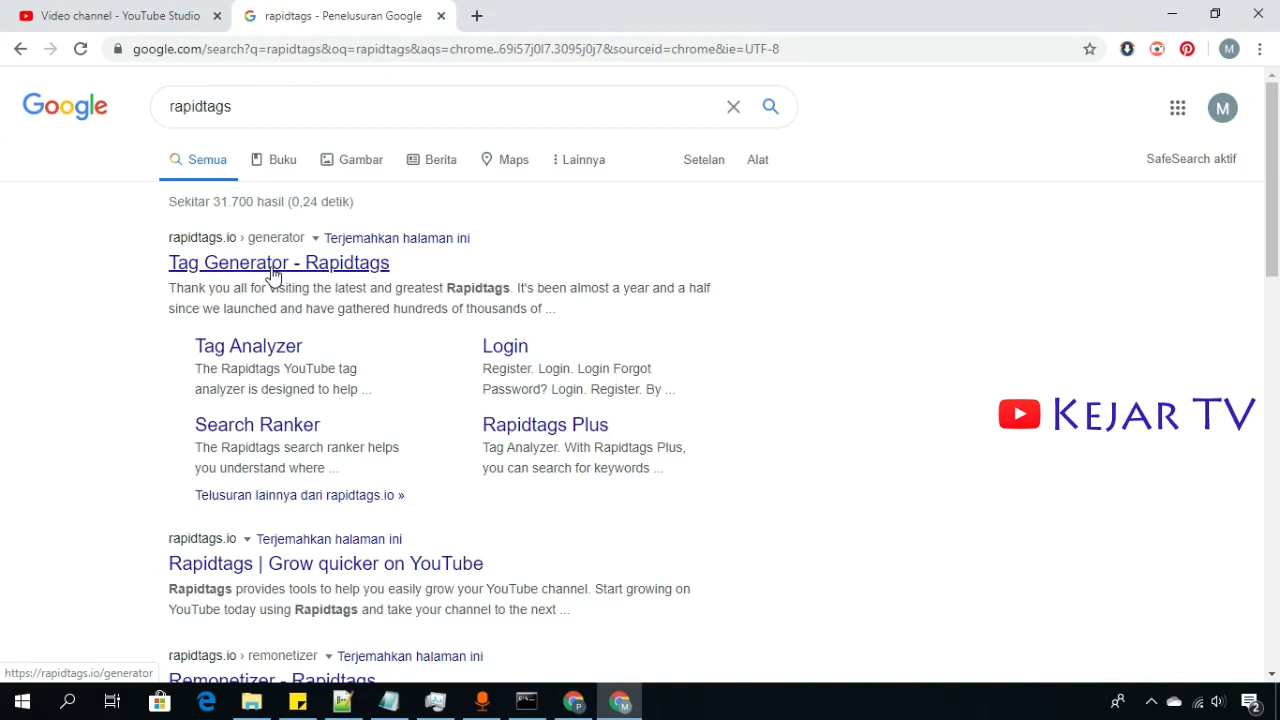 Video channel - YouTube Studio
rapidtags - Penelusuran Google
google.com/search?q=rapidtags&oq=rapidtags&aqs=chrome..69i57j0l7.3095j0j7&sourceid=chrome&ie=UTF-8
M
Google
rapidtags
M
Semua Buku Gambar Berita Maps Lainnya Setelan Alat SafeSearch aktif
Sekitar 31.700 hasil (0,24 detik)
rapidtags.io › generator Terjemahkan halaman ini
Tag Generator - Rapidtags
Thank you all for visiting the latest and greatest Rapidtags. It's been almost a year and a half
since we launched and have gathered hundreds of thousands of ...
Tag Analyzer
The Rapidtags YouTube tag
analyzer is designed to help ...
Login
Register. Login. Login Forgot
Password? Login. Register. By ...
Search Ranker
The Rapidtags search ranker helps
you understand where ...
Rapidtags Plus
Tag Analyzer. With Rapidtags Plus,
you can search for keywords ...
Telusuran lainnya dari rapidtags.io »
KEJAR TV
rapidtags.io Terjemahkan halaman ini
Rapidtags | Grow quicker on YouTube
Rapidtags provides tools to help you easily grow your YouTube channel. Start growing on
YouTube today using Rapidtags and take your channel to the next ...
rapidtags.io › remonetizer Terjemahkan halaman ini
Remonetizer - Rapidtags
https://rapidtags.io/generator
P
M
2